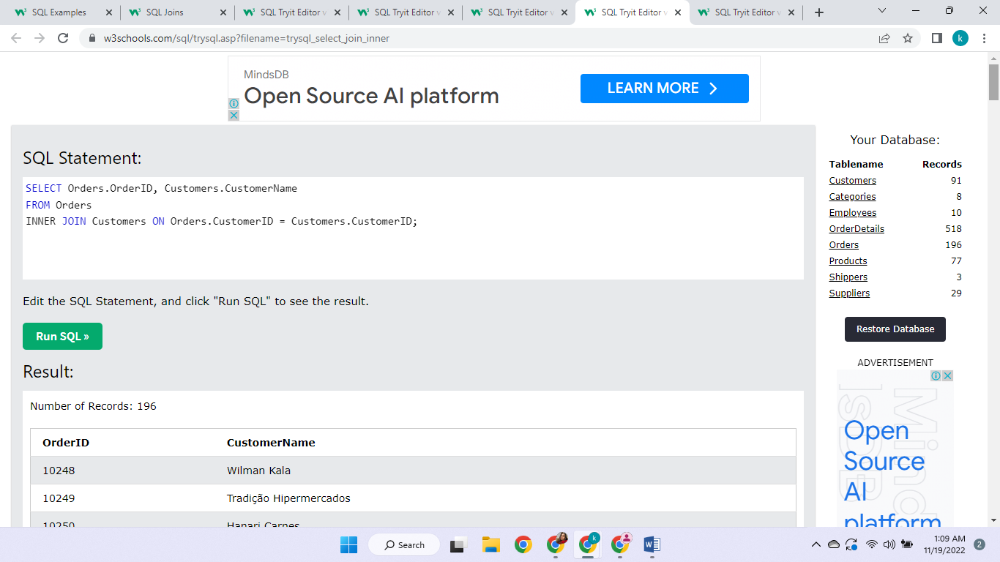 SQL Examples
SQL Joins
SQL Tryit Editor v
SQL Tryit Editor v
SQL Tryit Editor v
SQL Tryit Editor v
SQL Tryit Editor v
w3schools.com/sql/trysql.asp?filename=trysql_select_join_inner
k
MindsDB
Open Source AI platform
LEARN MORE
SQL Statement:
SELECT Orders.OrderID, Customers.CustomerName
FROM Orders
INNER JOIN Customers ON Orders.CustomerID = Customers.CustomerID;
Edit the SQL Statement, and click "Run SQL" to see the result.
Run SQL »
Result:
Number of Records: 196
OrderID CustomerName
10248 Wilman Kala
10249 Tradição Hipermercados
10250 Hanari Carnes
Your Database:
Tablename Records
Customers 91
Categories 8
Employees 10
OrderDetails 518
Orders 196
Products 77
Shippers 3
Suppliers 29
Restore Database
ADVERTISEMENT
Open
Source
AI
platform
Search
k
1:09 AM
11/19/2022
2